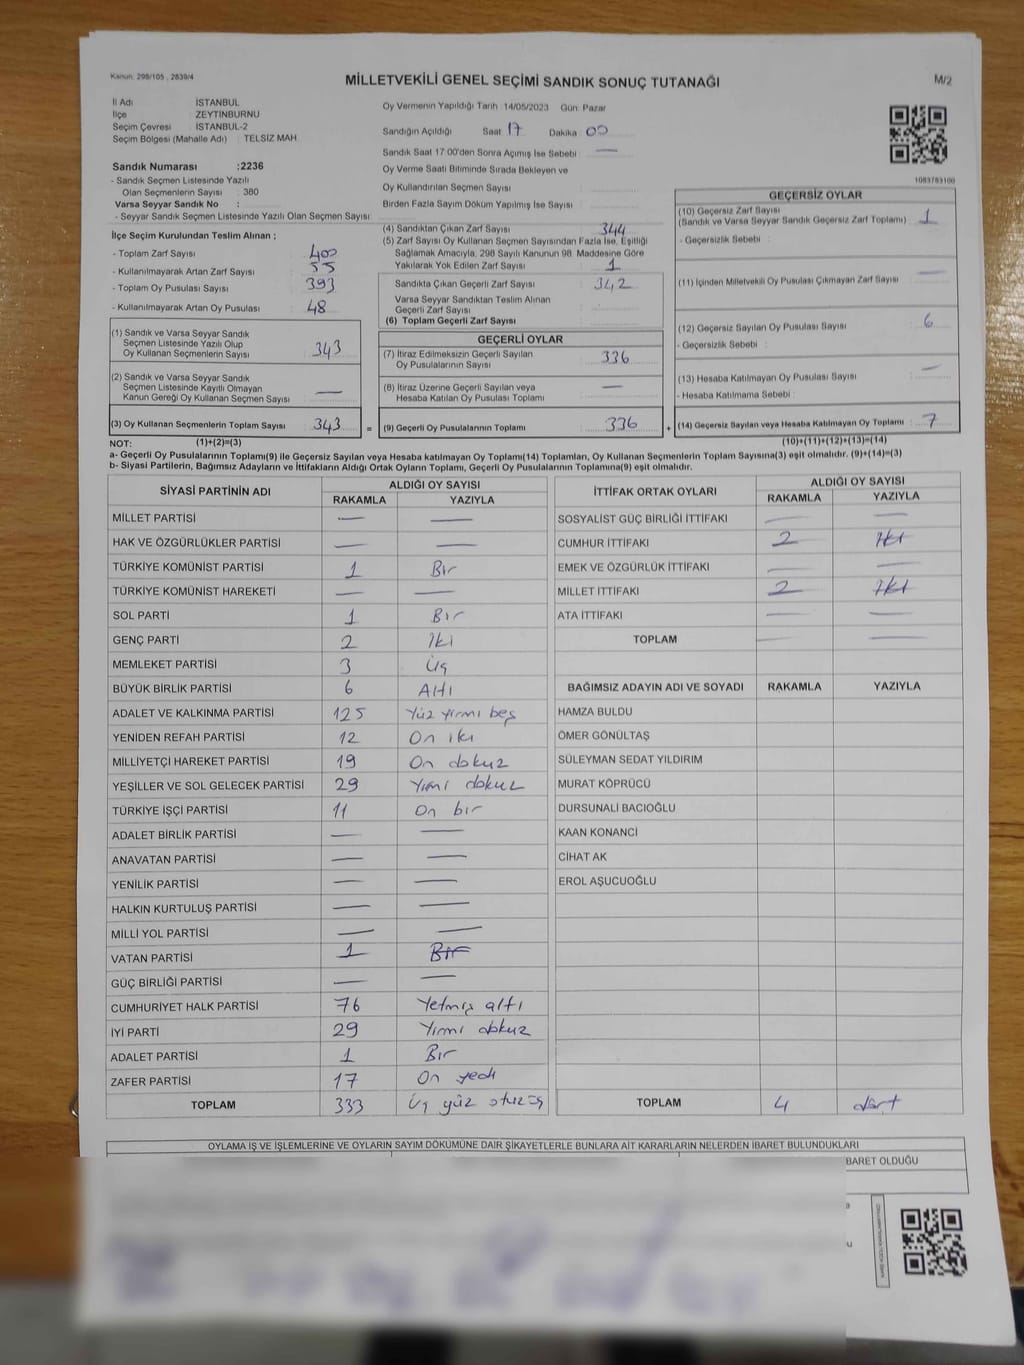 Kanun: 298/105 , 2839/4
MİLLETVEKİLİ GENEL SEÇİMİ SANDIK SONUÇ TUTANAĞI
M/2
İl Adı İSTANBUL
İlçe ZEYTİNBURNU
Seçim Çevresi : İSTANBUL-2
Seçim Bölgesi (Mahalle Adı) : TELSİZ MAH.
Sandık Numarası :2236
- Sandık Seçmen Listesinde Yazılı
Olan Seçmenlerin Sayısı : 380
Varsa Seyyar Sandık No :
- Seyyar Sandık Seçmen Listesinde Yazılı Olan Seçmen Sayısı :
Oy Vermenin Yapıldığı Tarih : 14/05/2023 Gün: Pazar
Sandığın Açıldığı Saat 17 Dakika 00
Sandık Saat 17:00'den Sonra Açımış İse Sebebi : —
Oy Verme Saati Bitiminde Sırada Bekleyen ve
Oy Kullandırılan Seçmen Sayısı :
Birden Fazla Sayım Döküm Yapılmış İse Sayısı :
1083783100
İlçe Seçim Kurulundan Teslim Alınan ;
- Toplam Zarf Sayısı : 400
- Kullanılmayarak Artan Zarf Sayısı : 55
- Toplam Oy Pusulası Sayısı : 393
- Kullanılmayarak Artan Oy Pusulası : 48
(4) Sandıktan Çıkan Zarf Sayısı : 344
(5) Zarf Sayısı Oy Kullanan Seçmen Sayısından Fazla İse, Eşitliği
Sağlamak Amacıyla, 298 Sayılı Kanunun 98. Maddesine Göre
Yakılarak Yok Edilen Zarf Sayısı : 1
Sandıkta Çıkan Geçerli Zarf Sayısı : 342
Varsa Seyyar Sandıktan Teslim Alınan
Geçerli Zarf Sayısı :
(6) Toplam Geçerli Zarf Sayısı :
GEÇERSİZ OYLAR
(10) Geçersiz Zarf Sayısı
(Sandık ve Varsa Seyyar Sandık Geçersiz Zarf Toplamı) : 1
- Geçersizlik Sebebi :
(11) İçinden Milletvekili Oy Pusulası Çıkmayan Zarf Sayısı : —
(12) Geçersiz Sayılan Oy Pusulası Sayısı : 6
- Geçersizlik Sebebi :
(13) Hesaba Katılmayan Oy Pusulası Sayısı : —
- Hesaba Katılmama Sebebi :
(14) Geçersiz Sayılan veya Hesaba Katılmayan Oy Toplamı : 7
(1) Sandık ve Varsa Seyyar Sandık
Seçmen Listesinde Yazılı Olup
Oy Kullanan Seçmenlerin Sayısı : 343
(2) Sandık ve Varsa Seyyar Sandık
Seçmen Listesinde Kayıtlı Olmayan
Kanun Gereği Oy Kullanan Seçmen Sayısı : —
(3) Oy Kullanan Seçmenlerin Toplam Sayısı : 343 =
GEÇERLİ OYLAR
(7) İtiraz Edilmeksizin Geçerli Sayılan
Oy Pusulalarının Sayısı : 336
(8) İtiraz Üzerine Geçerli Sayılan veya
Hesaba Katılan Oy Pusulası Toplamı : —
(9) Geçerli Oy Pusulalarının Toplamı : 336 +
NOT: (1)+(2)=(3) (10)+(11)+(12)+(13)=(14)
a- Geçerli Oy Pusulalarının Toplamı(9) ile Geçersiz Sayılan veya Hesaba katılmayan Oy Toplamı(14) Toplamları, Oy Kullanan Seçmenlerin Toplam Sayısına(3) eşit olmalıdır. (9)+(14)=(3)
b- Siyasi Partilerin, Bağımsız Adayların ve İttifakların Aldığı Ortak Oyların Toplamı, Geçerli Oy Pusulalarının Toplamına(9) eşit olmalıdır.
SİYASİ PARTİNİN ADI ALDIĞI OY SAYISI
RAKAMLA YAZIYLA
MİLLET PARTİSİ — —
HAK VE ÖZGÜRLÜKLER PARTİSİ — —
TÜRKİYE KOMÜNİST PARTİSİ 1 Bir
TÜRKİYE KOMÜNİST HAREKETİ — —
SOL PARTİ 1 Bir
GENÇ PARTİ 2 İki
MEMLEKET PARTİSİ 3 Üç
BÜYÜK BİRLİK PARTİSİ 6 Altı
ADALET VE KALKINMA PARTİSİ 125 Yüz yirmi beş
YENİDEN REFAH PARTİSİ 12 On iki
MİLLİYETÇİ HAREKET PARTİSİ 19 On dokuz
YEŞİLLER VE SOL GELECEK PARTİSİ 29 Yirmi dokuz
TÜRKİYE İŞÇİ PARTİSİ 11 On bir
ADALET BİRLİK PARTİSİ — —
ANAVATAN PARTİSİ — —
YENİLİK PARTİSİ — —
HALKIN KURTULUŞ PARTİSİ — —
MİLLİ YOL PARTİSİ — —
VATAN PARTİSİ 1 Bir
GÜÇ BİRLİĞİ PARTİSİ — —
CUMHURİYET HALK PARTİSİ 76 Yetmiş altı
İYİ PARTİ 29 Yirmi dokuz
ADALET PARTİSİ 1 Bir
ZAFER PARTİSİ 17 On yedi
TOPLAM 333 Üç yüz otuz üç
İTTİFAK ORTAK OYLARI ALDIĞI OY SAYISI
RAKAMLA YAZIYLA
SOSYALİST GÜÇ BİRLİĞİ İTTİFAKI — —
CUMHUR İTTİFAKI 2 İki
EMEK VE ÖZGÜRLÜK İTTİFAKI — —
MİLLET İTTİFAKI 2 İki
ATA İTTİFAKI — —
TOPLAM — —
BAĞIMSIZ ADAYIN ADI VE SOYADI RAKAMLA YAZIYLA
HAMZA BULDU
ÖMER GÖNÜLTAŞ
SÜLEYMAN SEDAT YILDIRIM
MURAT KÖPRÜCÜ
DURSUNALİ BACIOĞLU
KAAN KONANCİ
CİHAT AK
EROL AŞUCUOĞLU
TOPLAM 4 dört
OYLAMA İŞ VE İŞLEMLERİNE VE OYLARIN SAYIM DÖKÜMÜNE DAİR ŞİKAYETLERLE BUNLARA AİT KARARLARIN NELERDEN İBARET BULUNDUKLARI
BARET OLDUĞU